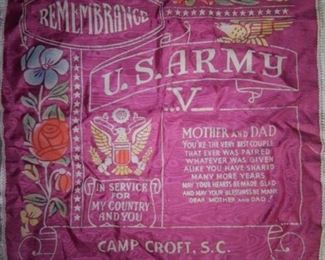 REMEMBRANCE
U.S. ARMY
V
MOTHER AND DAD
YOU'RE THE VERY BEST COUPLE
THAT EVER WAS PAIRED
WHATEVER WAS GIVEN
ALIKE YOU HAVE SHARED
MANY MORE YEARS
MAY YOUR HEARTS BE MADE GLAD
AND MAY YOUR BLESSINGS BE MANY
DEAR MOTHER AND DAD
IN SERVICE
FOR
MY COUNTRY
AND YOU
CAMP CROFT, S.C.